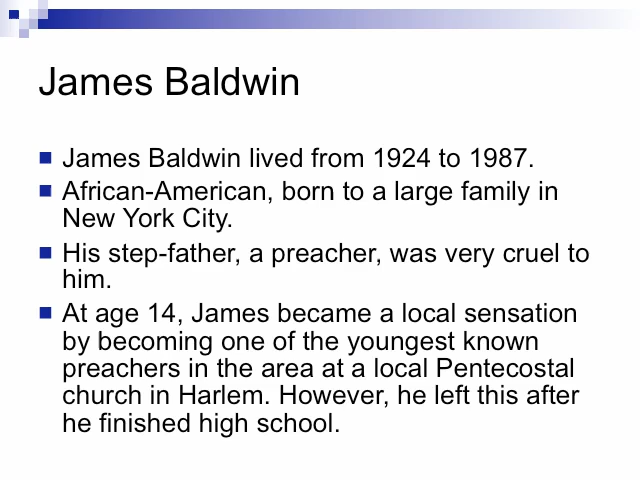 James Baldwin
James Baldwin lived from 1924 to 1987.
African-American, born to a large family in
New York City.
His step-father, a preacher, was very cruel to
him.
At age 14, James became a local sensation
by becoming one of the youngest known
preachers in the area at a local Pentecostal
church in Harlem. However, he left this after
he finished high school.